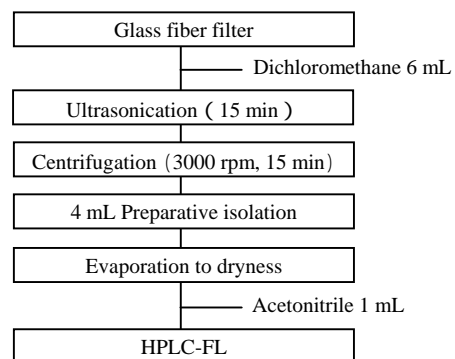 Glass fiber filter
Dichloromethane 6 mL
Ultrasonication ( 15 min )
Centrifugation (3000 rpm, 15 min)
4 mL Preparative isolation
Evaporation to dryness
Acetonitrile 1 mL
HPLC-FL